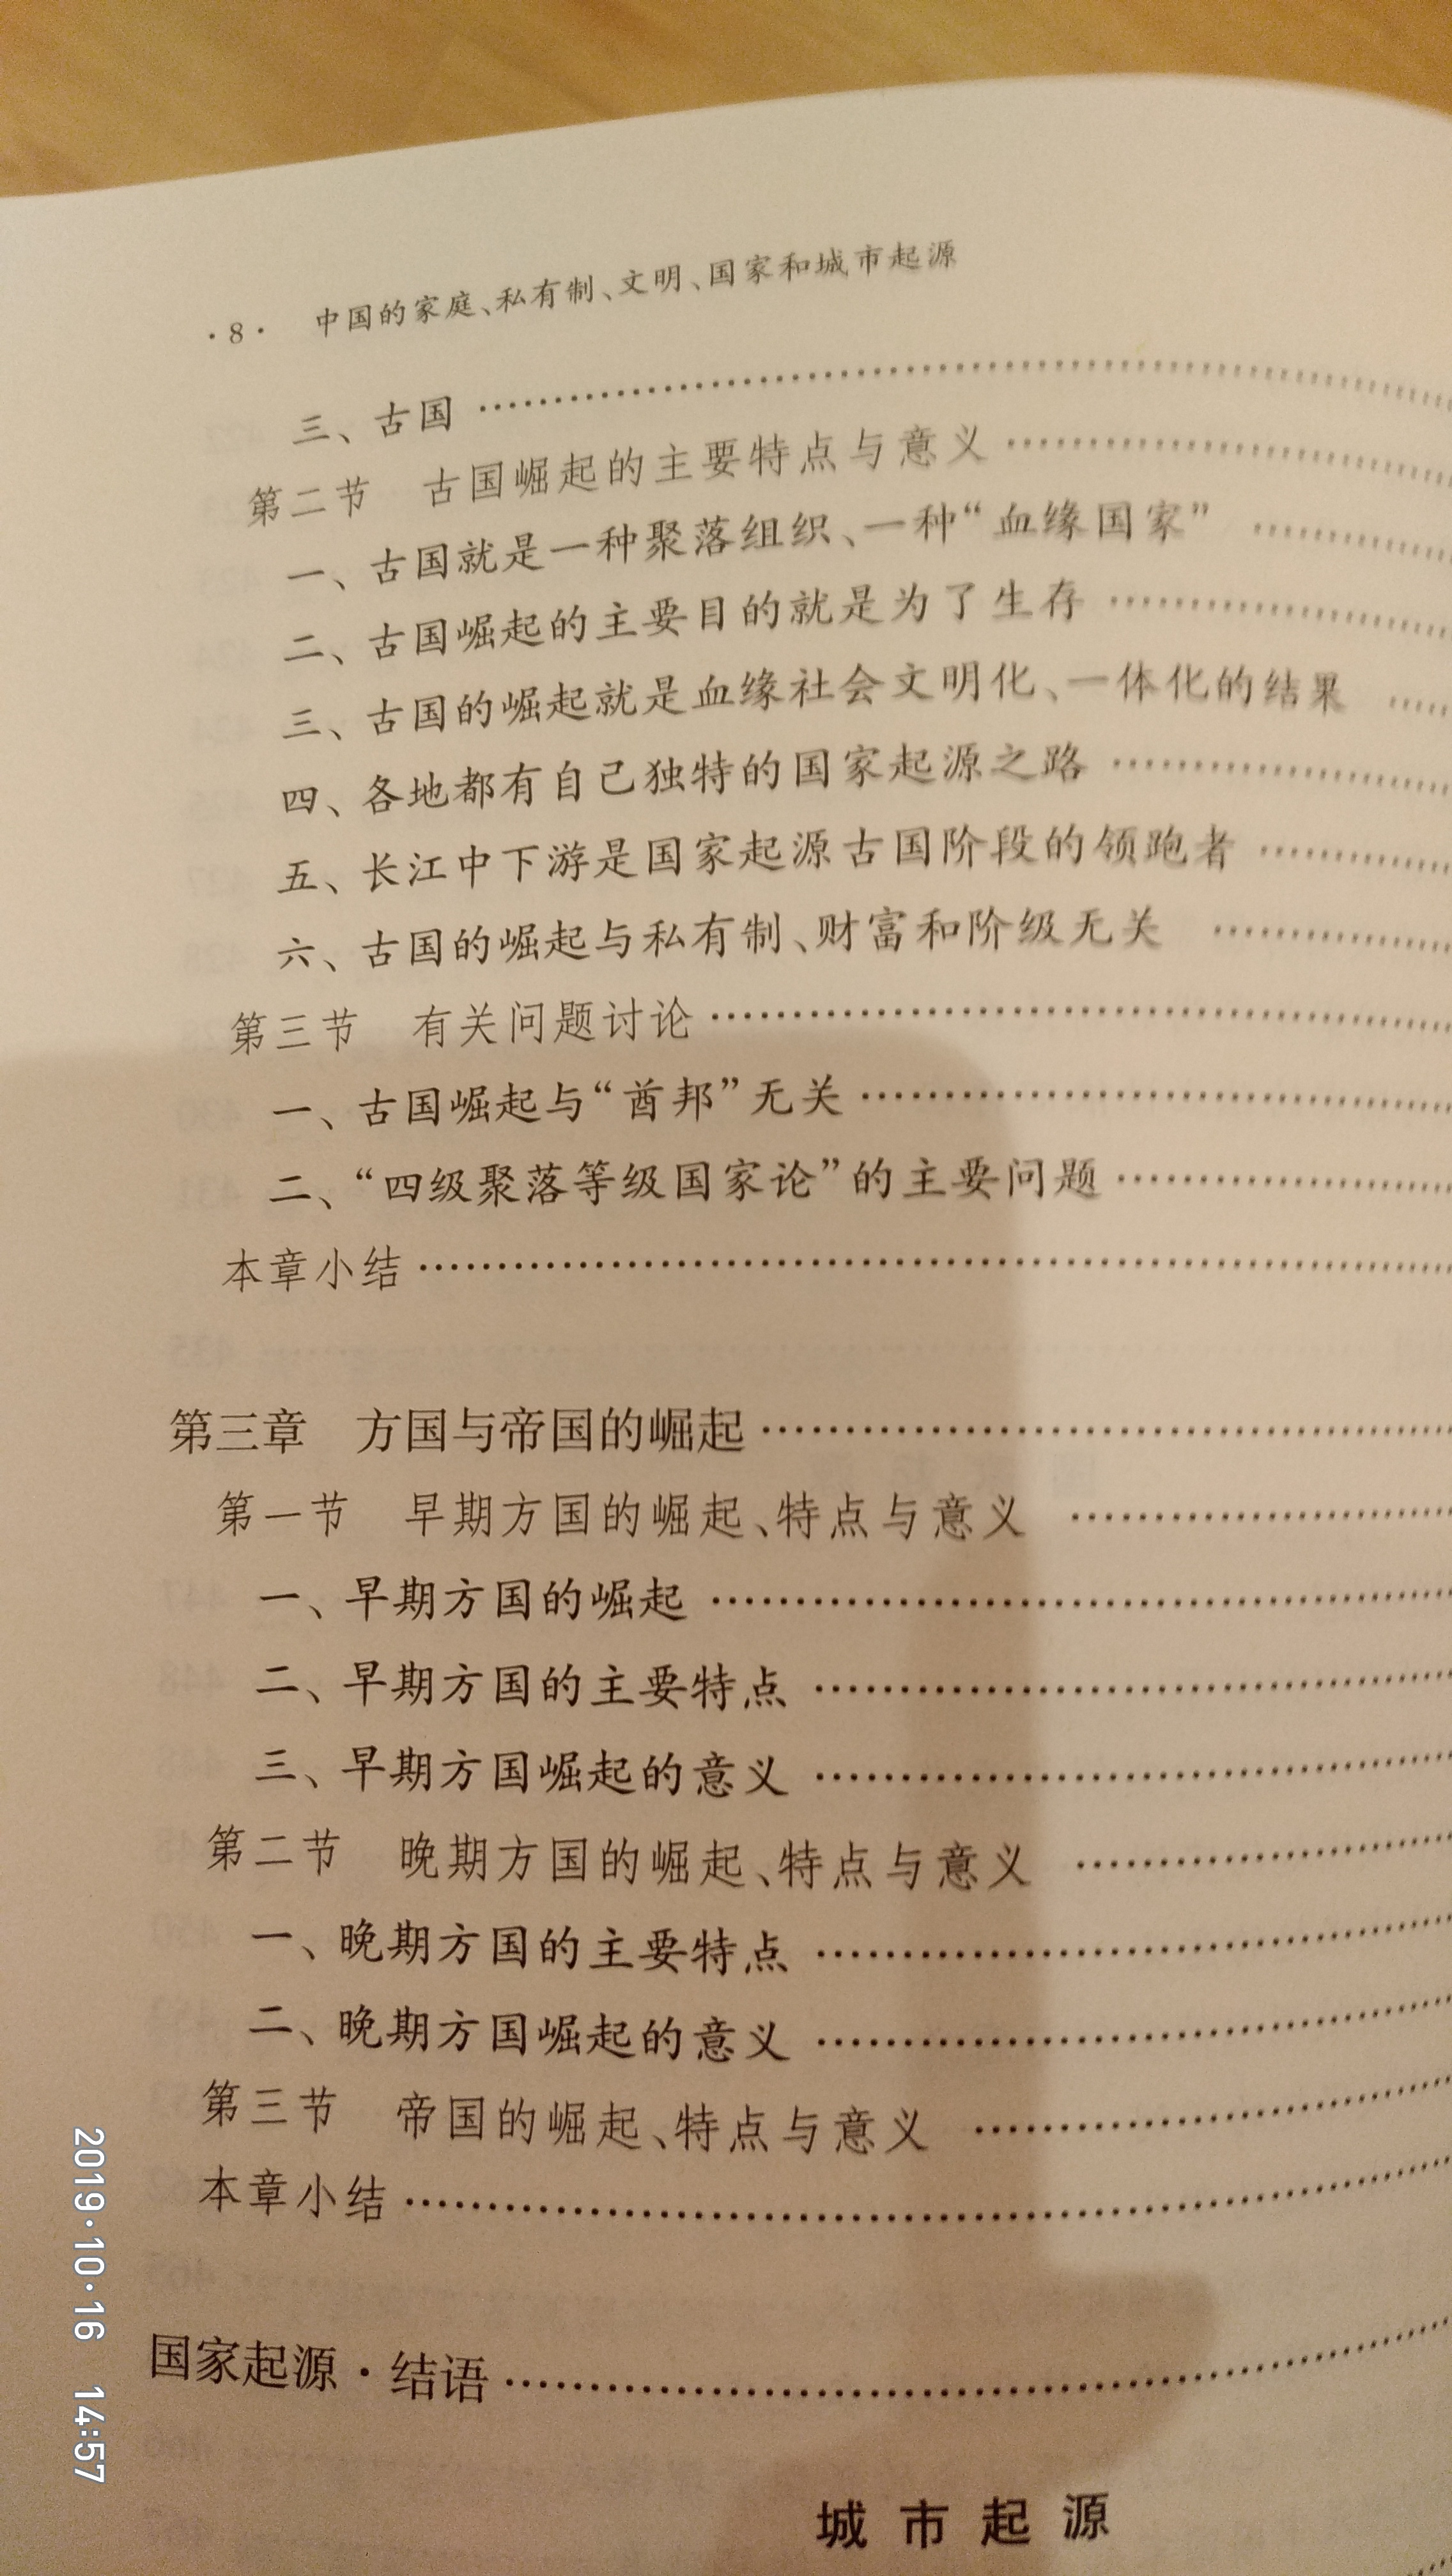 ·8· 中国的家庭、私有制、文明、国家和城市起源
三、古国
第二节 古国崛起的主要特点与意义
一、古国就是一种聚落组织、一种“血缘国家”
二、古国崛起的主要目的就是为了生存
三、古国的崛起就是血缘社会文明化、一体化的结果
四、各地都有自己独特的国家起源之路
五、长江中下游是国家起源古国阶段的领跑者
六、古国的崛起与私有制、财富和阶级无关
第三节 有关问题讨论
一、古国崛起与“酋邦”无关
二、“四级聚落等级国家论”的主要问题
本章小结
第三章 方国与帝国的崛起
第一节 早期方国的崛起、特点与意义
一、早期方国的崛起
二、早期方国的主要特点
三、早期方国崛起的意义
第二节 晚期方国的崛起、特点与意义
一、晚期方国的主要特点
二、晚期方国崛起的意义
第三节 帝国的崛起、特点与意义
本章小结
国家起源·结语
城市起源
2019·10·16 14:57